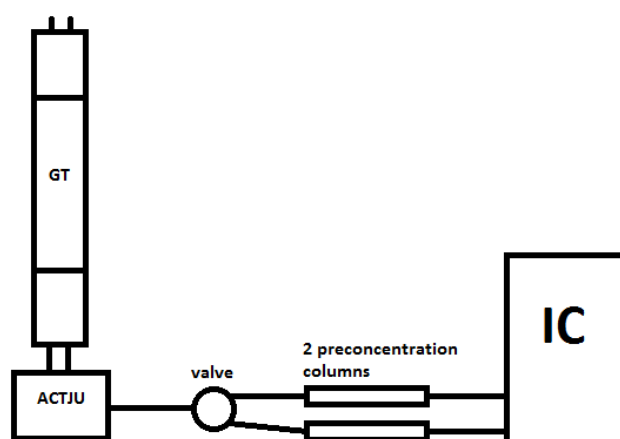 GT
IC
2 preconcentration
columns
valve
ACTJU